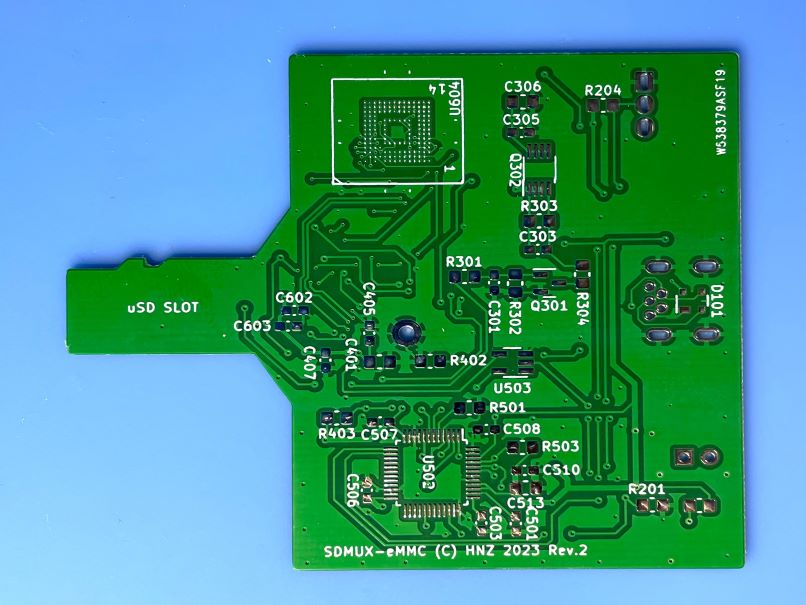 14
U604
1
C306
C305
R204
W538379ASF19
Q302
R303
C303
R301
C301
R302
Q301
R304
D101
uSD SLOT
C602
C603
C405
C407
C401
R402
U503
R501
R403
C507
C508
U502
R503
C510
C513
C506
C503
C501
R201
SDMUX-eMMC (C) HNZ 2023 Rev.2